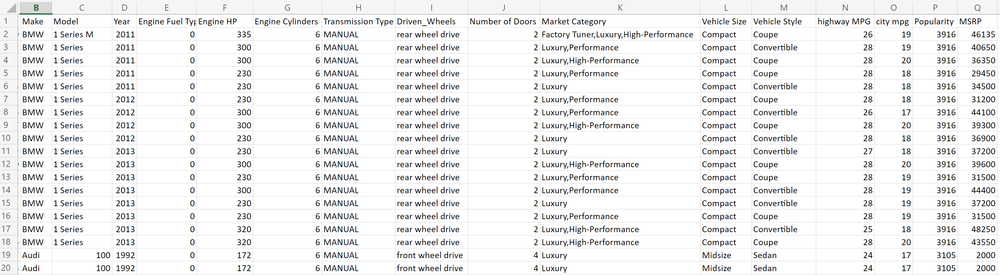 B C D E F G H I J K L M N O P Q
1 Make Model Year Engine Fuel Typ Engine HP Engine Cylinders Transmission Type Driven_Wheels Number of Doors Market Category Vehicle Size Vehicle Style highway MPG city mpg Popularity MSRP
2 BMW 1 Series M 2011 0 335 6 MANUAL rear wheel drive 2 Factory Tuner,Luxury,High-Performance Compact Coupe 26 19 3916 46135
3 BMW 1 Series 2011 0 300 6 MANUAL rear wheel drive 2 Luxury,Performance Compact Convertible 28 19 3916 40650
4 BMW 1 Series 2011 0 300 6 MANUAL rear wheel drive 2 Luxury,High-Performance Compact Coupe 28 20 3916 36350
5 BMW 1 Series 2011 0 230 6 MANUAL rear wheel drive 2 Luxury,Performance Compact Coupe 28 18 3916 29450
6 BMW 1 Series 2011 0 230 6 MANUAL rear wheel drive 2 Luxury Compact Convertible 28 18 3916 34500
7 BMW 1 Series 2012 0 230 6 MANUAL rear wheel drive 2 Luxury,Performance Compact Coupe 28 18 3916 31200
8 BMW 1 Series 2012 0 300 6 MANUAL rear wheel drive 2 Luxury,Performance Compact Convertible 26 17 3916 44100
9 BMW 1 Series 2012 0 300 6 MANUAL rear wheel drive 2 Luxury,High-Performance Compact Coupe 28 20 3916 39300
10 BMW 1 Series 2012 0 230 6 MANUAL rear wheel drive 2 Luxury Compact Convertible 28 18 3916 36900
11 BMW 1 Series 2013 0 230 6 MANUAL rear wheel drive 2 Luxury Compact Convertible 27 18 3916 37200
12 BMW 1 Series 2013 0 300 6 MANUAL rear wheel drive 2 Luxury,High-Performance Compact Coupe 28 20 3916 39600
13 BMW 1 Series 2013 0 230 6 MANUAL rear wheel drive 2 Luxury,Performance Compact Coupe 28 19 3916 31500
14 BMW 1 Series 2013 0 300 6 MANUAL rear wheel drive 2 Luxury,Performance Compact Convertible 28 19 3916 44400
15 BMW 1 Series 2013 0 230 6 MANUAL rear wheel drive 2 Luxury Compact Convertible 28 19 3916 37200
16 BMW 1 Series 2013 0 230 6 MANUAL rear wheel drive 2 Luxury,Performance Compact Coupe 28 19 3916 31500
17 BMW 1 Series 2013 0 320 6 MANUAL rear wheel drive 2 Luxury,High-Performance Compact Convertible 25 18 3916 48250
18 BMW 1 Series 2013 0 320 6 MANUAL rear wheel drive 2 Luxury,High-Performance Compact Coupe 28 20 3916 43550
19 Audi 100 1992 0 172 6 MANUAL front wheel drive 4 Luxury Midsize Sedan 24 17 3105 2000
20 Audi 100 1992 0 172 6 MANUAL front wheel drive 4 Luxury Midsize Sedan 24 17 3105 2000